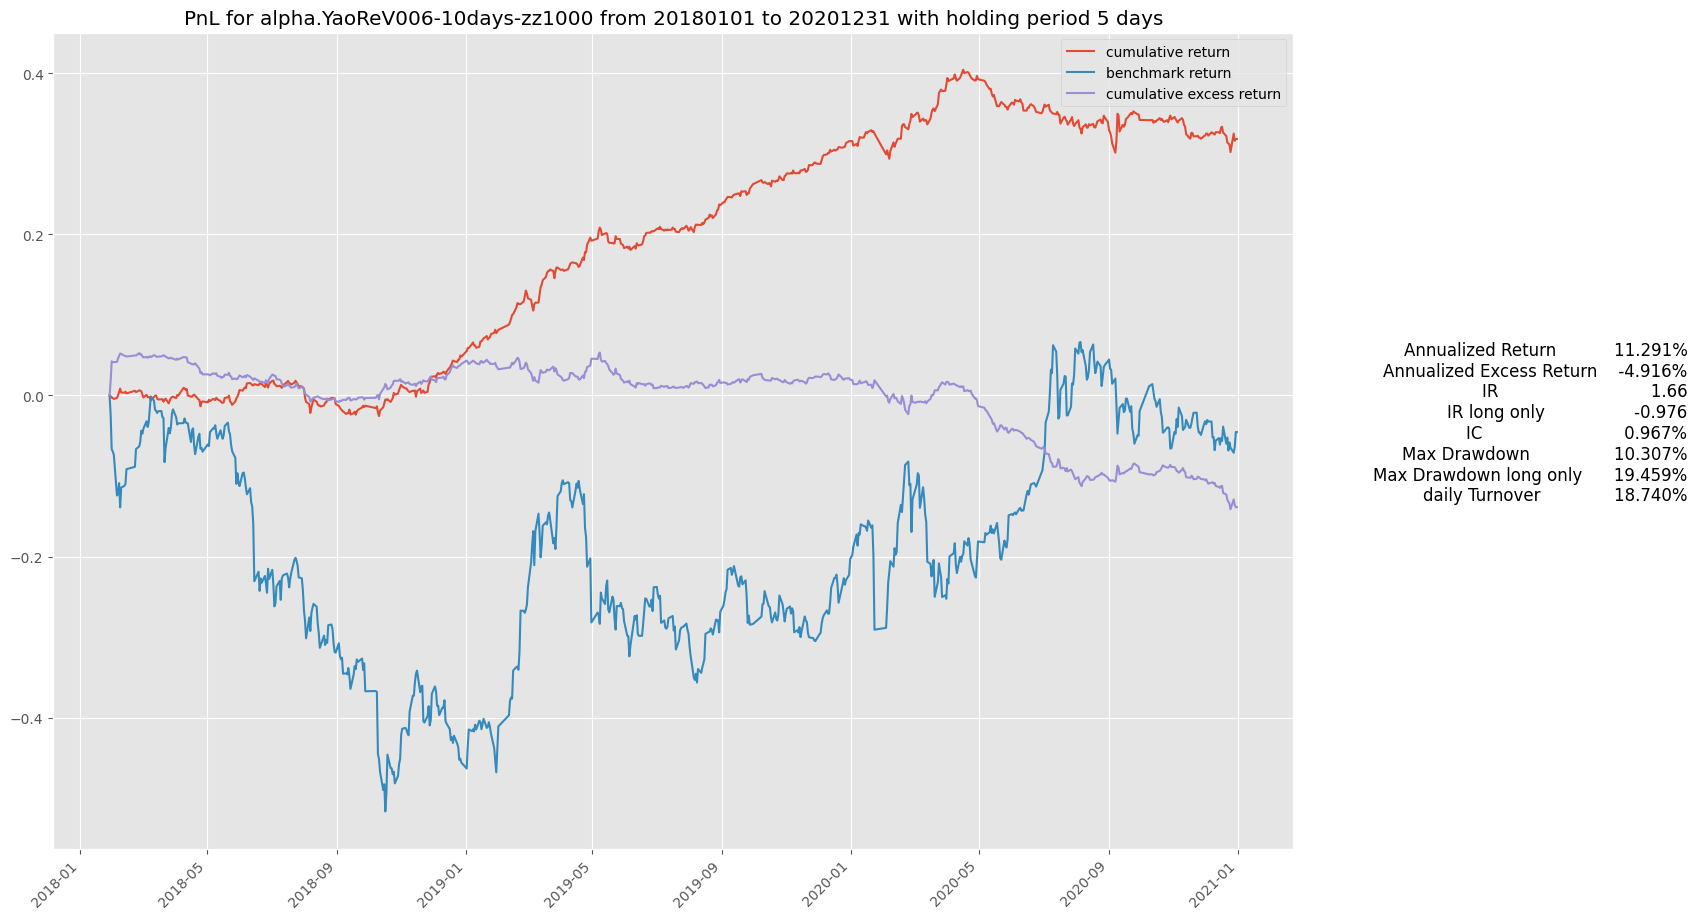 PnL for alpha.YaoReV006-10days-zz1000 from 20180101 to 20201231 with holding period 5 days
cumulative return
benchmark return
cumulative excess return
0.4
0.2
0.0
−0.2
−0.4
2018-01
2018-05
2018-09
2019-01
2019-05
2019-09
2020-01
2020-05
2020-09
2021-01
Annualized Return 11.291%
Annualized Excess Return -4.916%
IR 1.66
IR long only -0.976
IC 0.967%
Max Drawdown 10.307%
Max Drawdown long only 19.459%
daily Turnover 18.740%